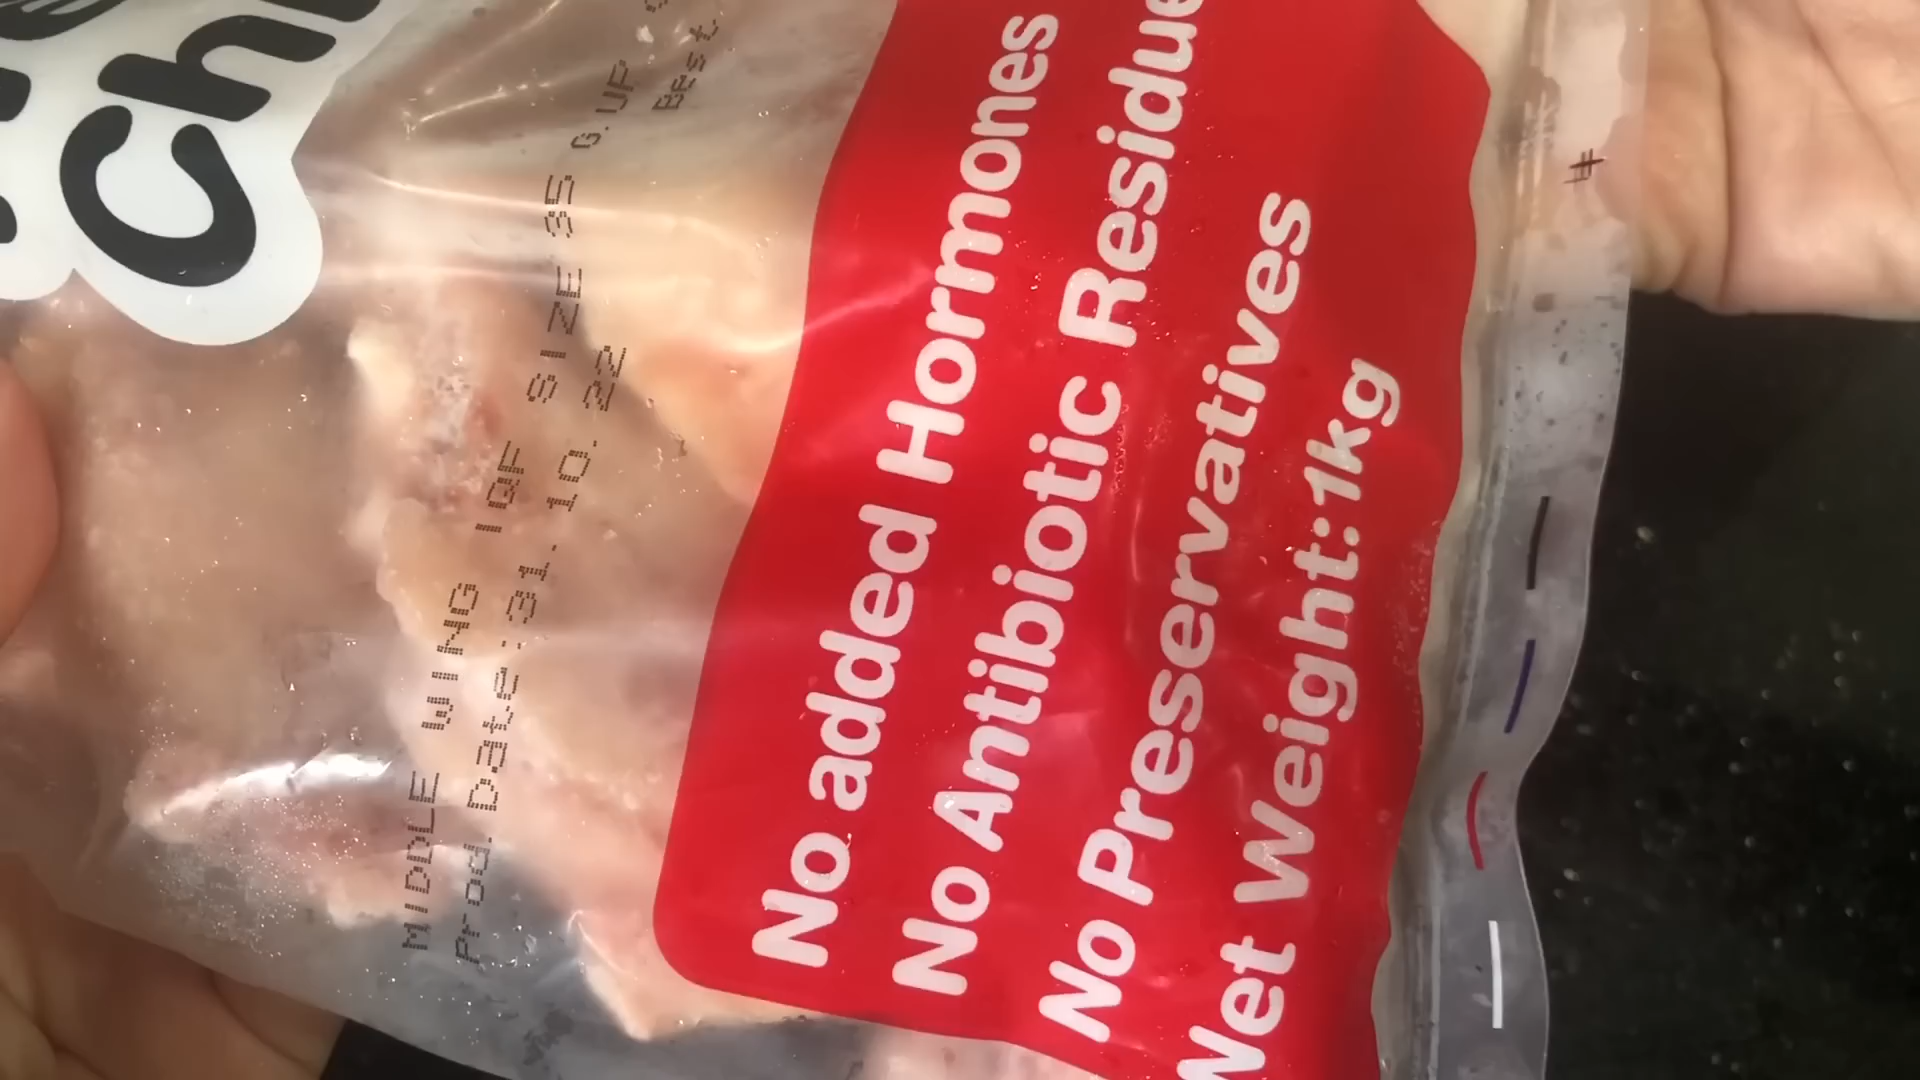 Ch
MIDDLE WING IQF SIZE 35 G.UP
Prod. Date: 31. 10. 22 Best
No added Hormones
No Antibiotic Residue
No Preservatives
Net Weight: 1kg
#